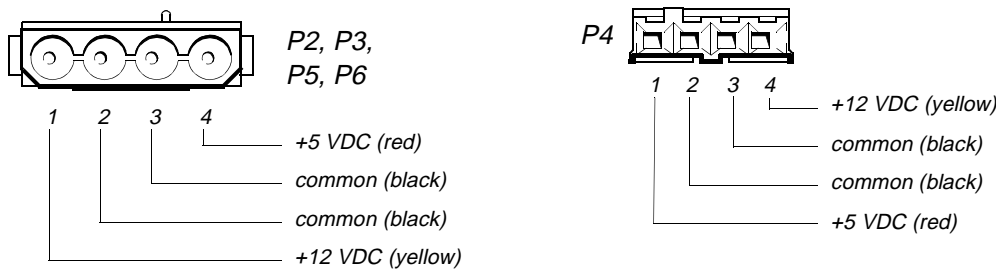 P2, P3,
P5, P6
1 2 3 4
+5 VDC (red)
common (black)
common (black)
+12 VDC (yellow)
P4
1 2 3 4
+12 VDC (yellow)
common (black)
common (black)
+5 VDC (red)